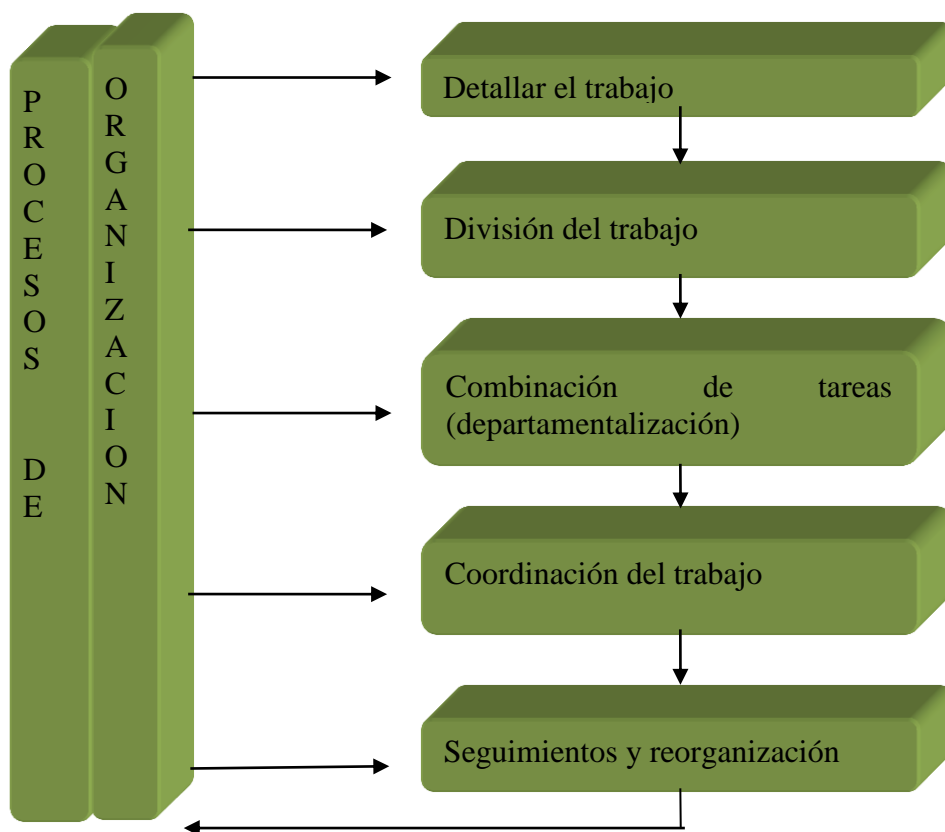 PROCESOS DE
ORGANIZACION
Detallar el trabajo
División del trabajo
Combinación de tareas
(departamentalización)
Coordinación del trabajo
Seguimientos y reorganización